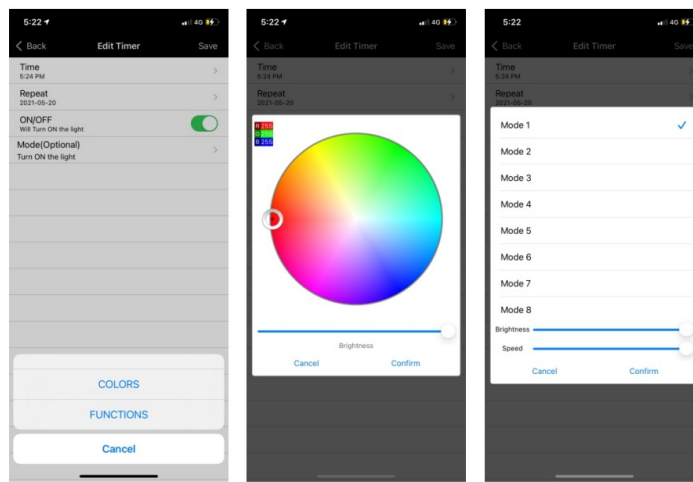 5:22
4G
Back
Edit Timer
Save
Time
5:24 PM
Repeat
2021-05-20
ON/OFF
Will Turn ON the light
Mode(Optional)
Turn ON the light
COLORS
FUNCTIONS
Cancel
5:22
4G
Back
Edit Timer
Save
Time
5:24 PM
Repeat
2021-05-20
R 255
G 255
B 255
Brightness
Cancel
Confirm
5:22
4G
Back
Edit Timer
Save
Time
5:24 PM
Repeat
2021-05-20
Mode 1
Mode 2
Mode 3
Mode 4
Mode 5
Mode 6
Mode 7
Mode 8
Brightness
Speed
Cancel
Confirm